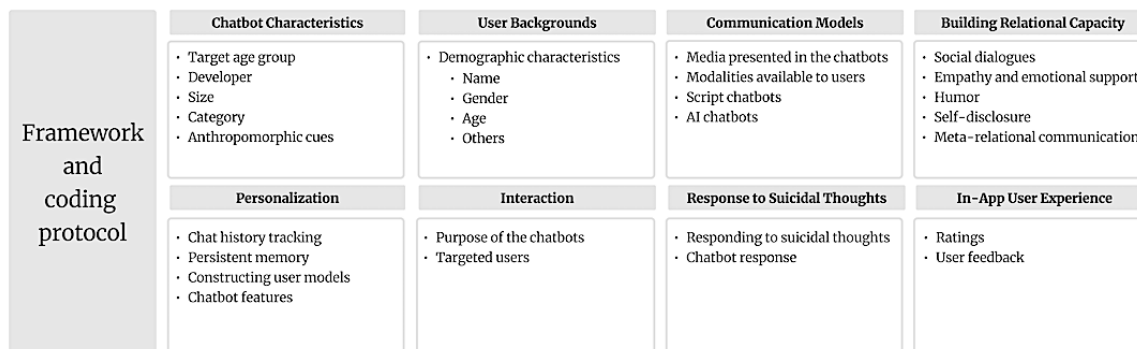 Framework
and
coding
protocol
Chatbot Characteristics
• Target age group
• Developer
• Size
• Category
• Anthropomorphic cues
User Backgrounds
• Demographic characteristics
• Name
• Gender
• Age
• Others
Communication Models
• Media presented in the chatbots
• Modalities available to users
• Script chatbots
• AI chatbots
Building Relational Capacity
• Social dialogues
• Empathy and emotional support
• Humor
• Self-disclosure
• Meta-relational communication
Personalization
• Chat history tracking
• Persistent memory
• Constructing user models
• Chatbot features
Interaction
• Purpose of the chatbots
• Targeted users
Response to Suicidal Thoughts
• Responding to suicidal thoughts
• Chatbot response
In-App User Experience
• Ratings
• User feedback